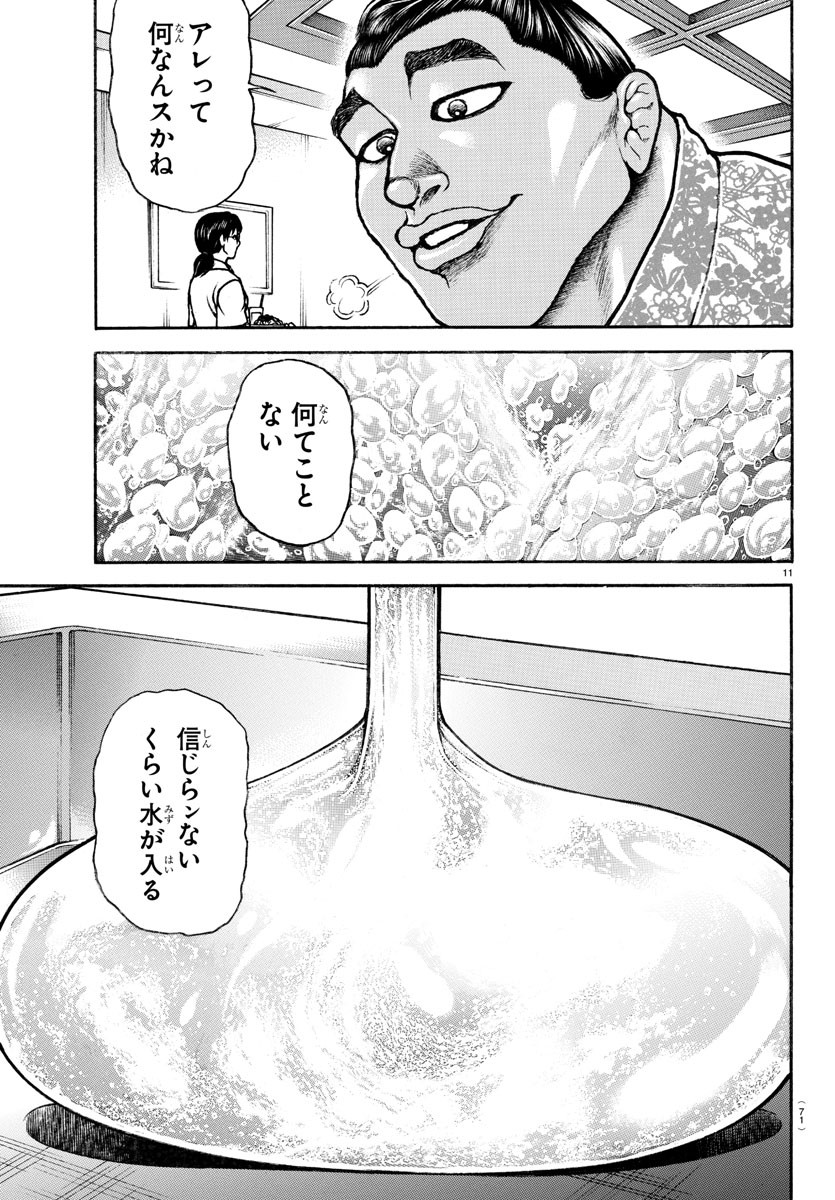 アレって
何なんスかね
何てこと
ない
11
信じらンない
くらい水が入る
(71)